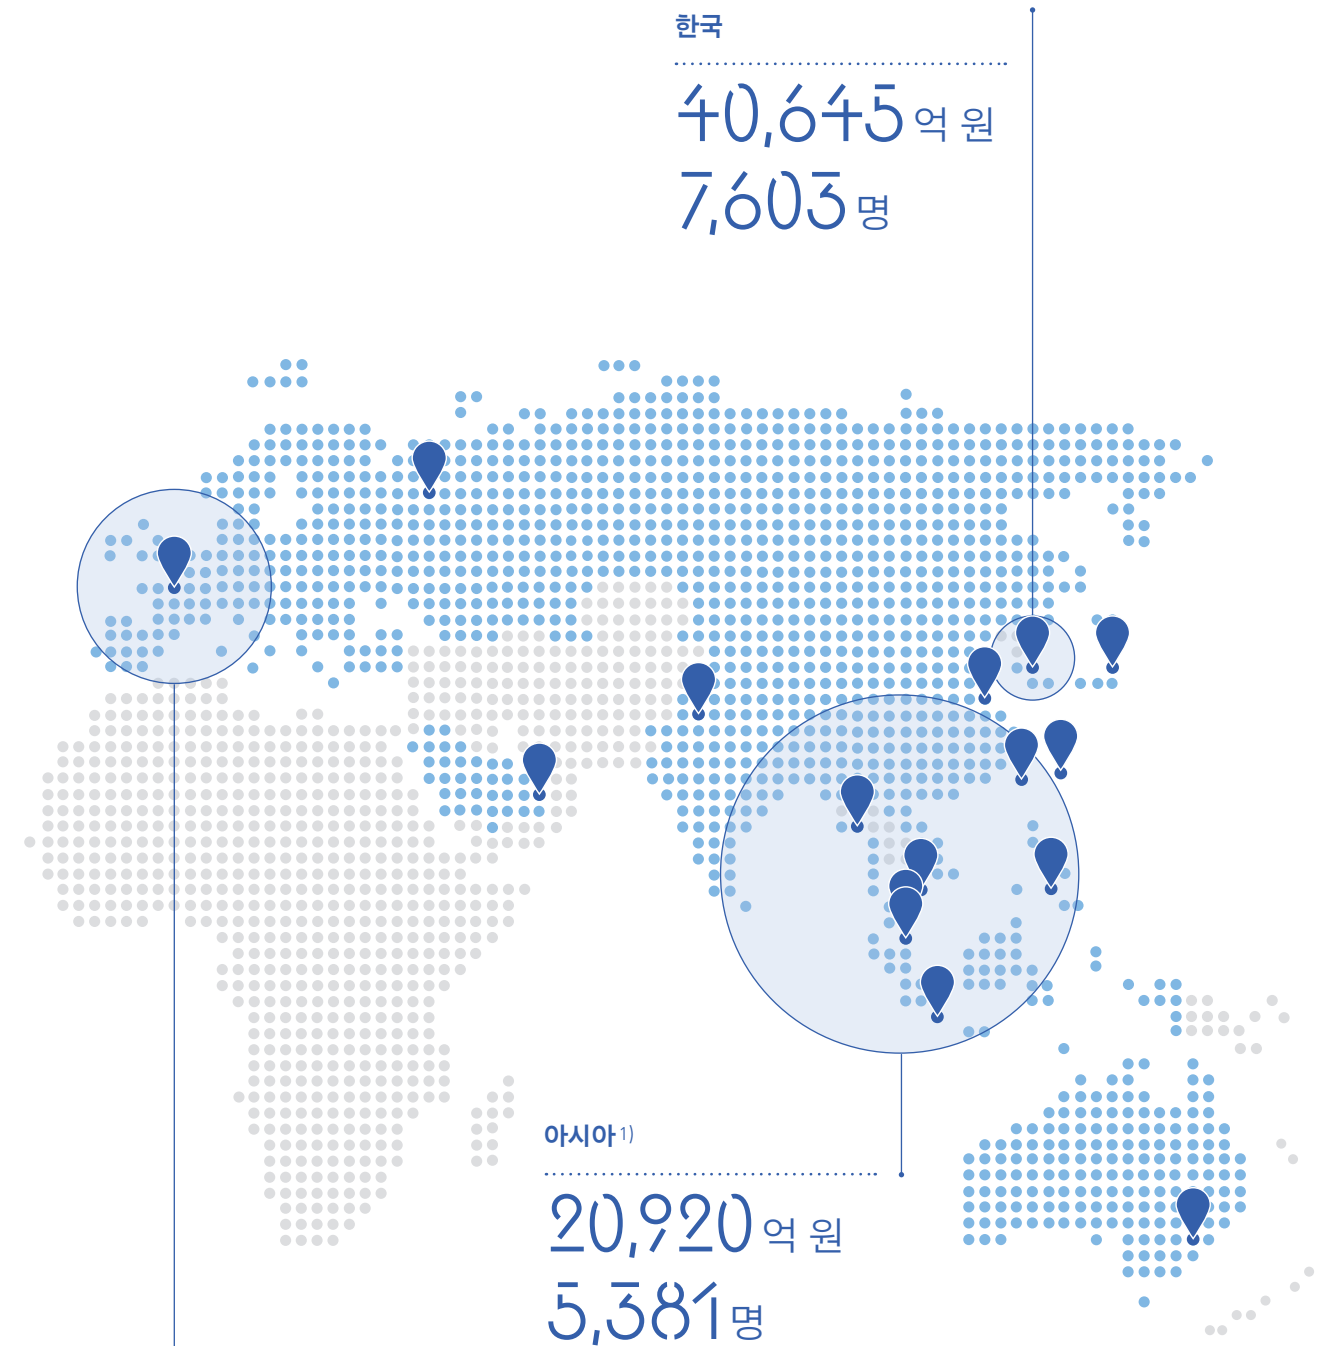 한국
40,645 억 원
7,603 명
아시아 1)
20,920 억 원
5,381 명